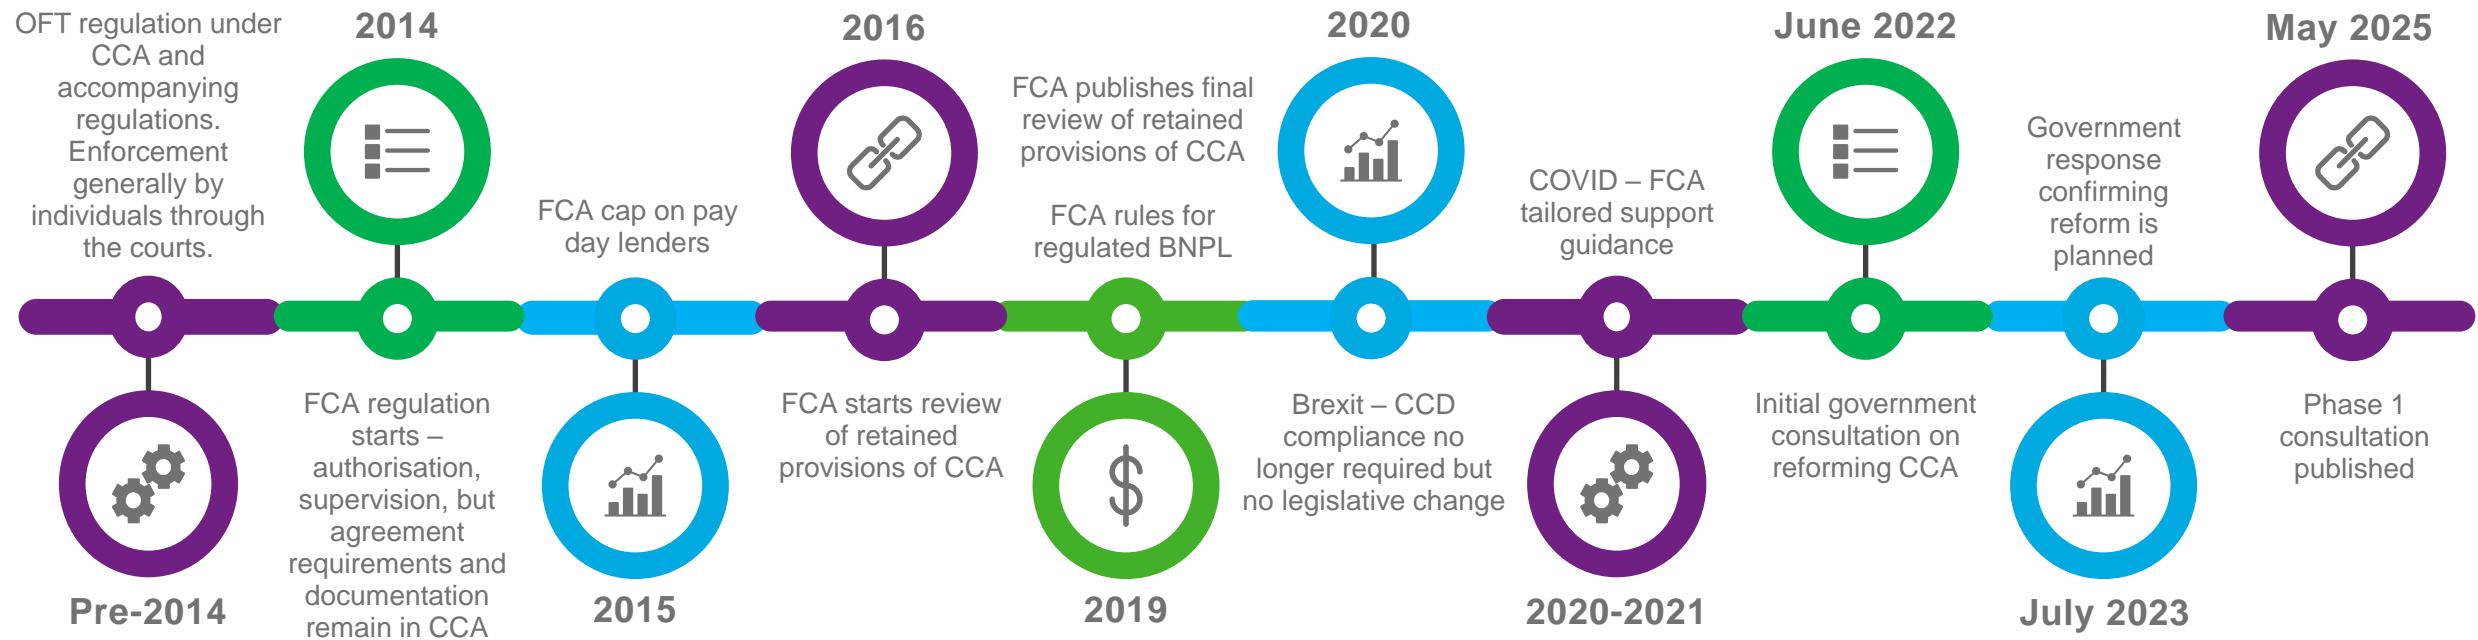 OFT regulation under
CCA and
accompanying
regulations.
Enforcement
generally by
individuals through
the courts.
Pre-2014
2014
FCA regulation
starts –
authorisation,
supervision, but
agreement
requirements and
documentation
remain in CCA
FCA cap on pay
day lenders
2015
2016
FCA starts review
of retained
provisions of CCA
FCA publishes final
review of retained
provisions of CCA
FCA rules for
regulated BNPL
2019
2020
Brexit – CCD
compliance no
longer required but
no legislative change
COVID – FCA
tailored support
guidance
2020-2021
June 2022
Initial government
consultation on
reforming CCA
Government
response
confirming
reform is
planned
July 2023
May 2025
Phase 1
consultation
published